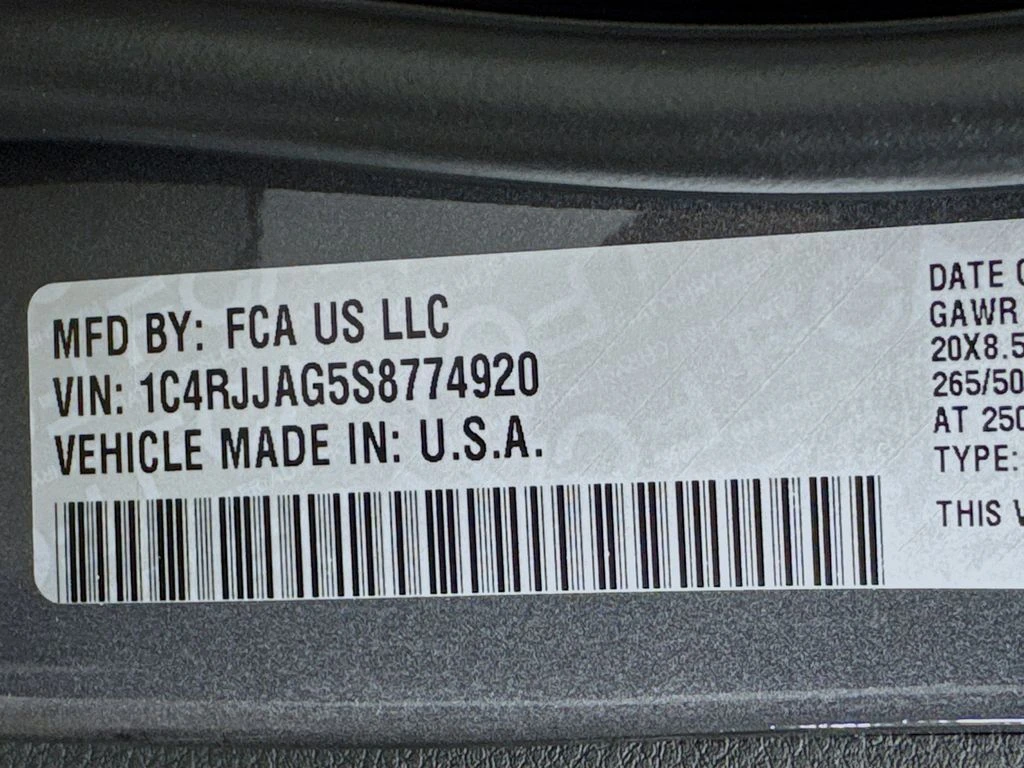 MFD BY: FCA US LLC
VIN: 1C4RJJAG5S8774920
VEHICLE MADE IN: U.S.A.
DATE
GAWR
20X8.5
265/50
AT 250
TYPE:
THIS